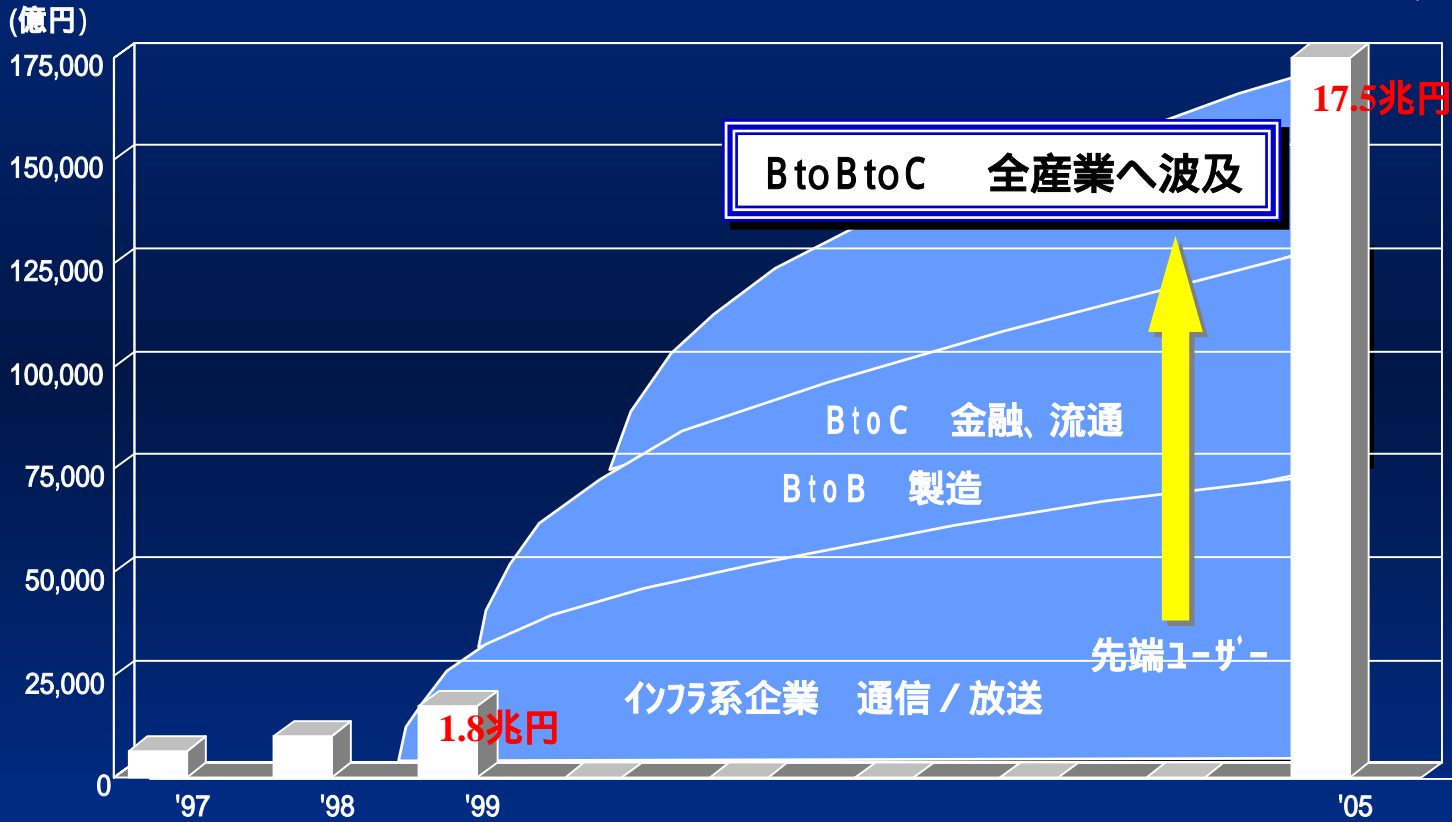 (億円)
175,000
17.5兆円
150,000
BtoBtoC 全産業へ波及
125,000
100,000
BtoC 金融、流通
75,000
BtoB 製造
50,000
先端ﾕｰｻﾞｰ
25,000
ｲﾝﾌﾗ系企業 通信/放送
1.8兆円
0
'97 '98 '99 '05